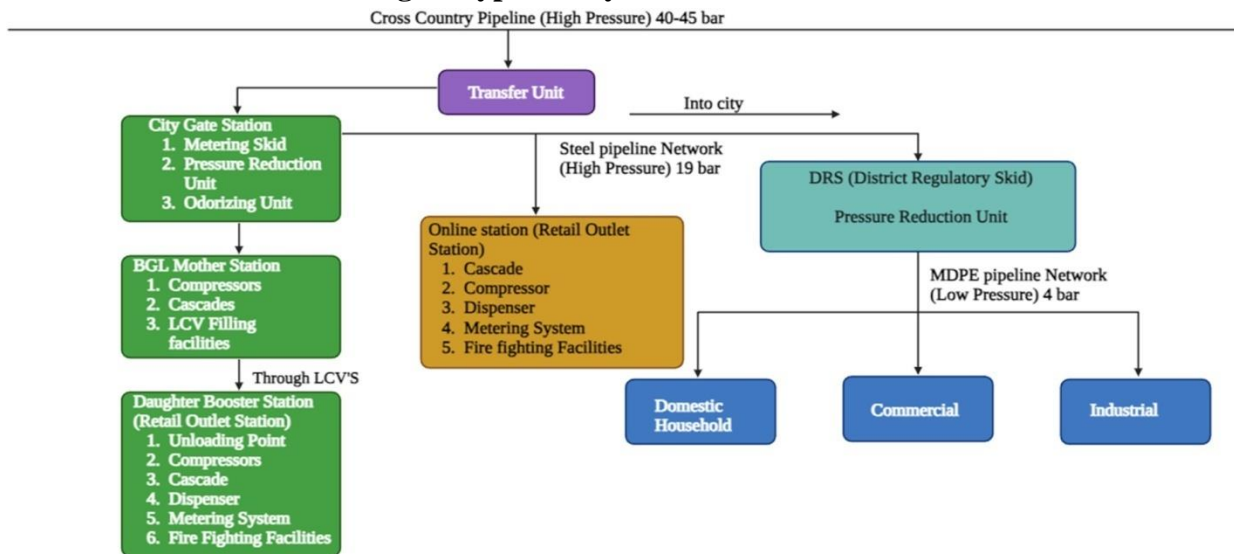 Cross Country Pipeline (High Pressure) 40-45 bar
Transfer Unit
Into city
City Gate Station
1. Metering Skid
2. Pressure Reduction
Unit
3. Odorizing Unit
Steel pipeline Network
(High Pressure) 19 bar
DRS (District Regulatory Skid)
Pressure Reduction Unit
Online station (Retail Outlet
Station)
1. Cascade
2. Compressor
3. Dispenser
4. Metering System
5. Fire fighting Facilities
BGL Mother Station
1. Compressors
2. Cascades
3. LCV Filling
facilities
MDPE pipeline Network
(Low Pressure) 4 bar
Through LCV'S
Daughter Booster Station
(Retail Outlet Station)
1. Unloading Point
2. Compressors
3. Cascade
4. Dispenser
5. Metering System
6. Fire Fighting Facilities
Domestic
Household
Commercial
Industrial